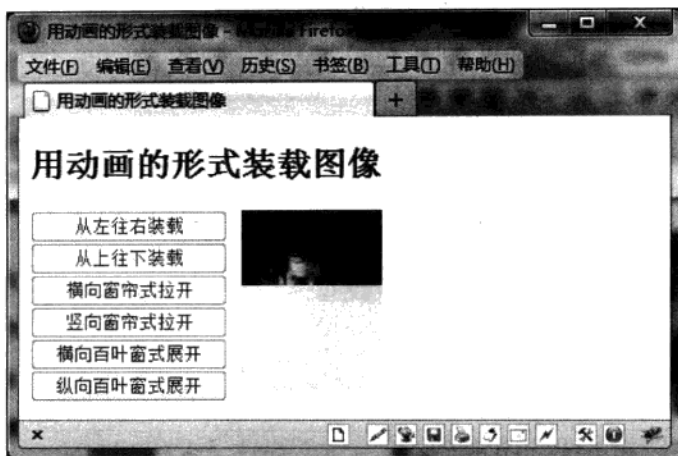 用动画的形式装载图像 -
文件(F) 编辑(E) 查看(V) 历史(S) 书签(B) 工具(T) 帮助(H)
用动画的形式装载图像
用动画的形式装载图像
从左往右装载
从上往下装载
横向窗帘式拉开
竖向窗帘式拉开
横向百叶窗式展开
纵向百叶窗式展开